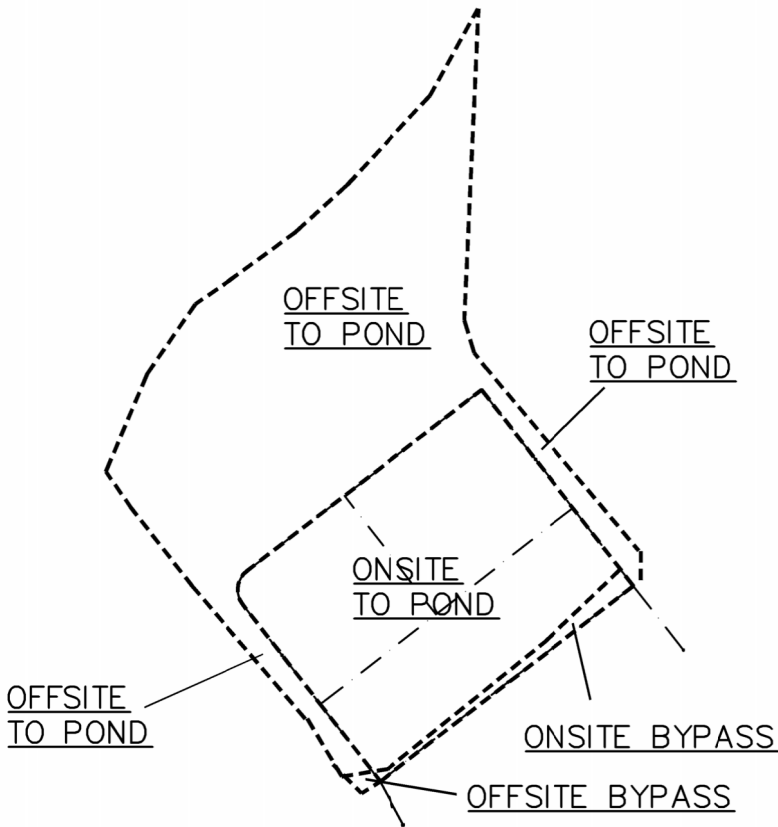 OFFSITE
TO POND
OFFSITE
TO POND
ONSITE
TO POND
OFFSITE
TO POND
ONSITE BYPASS
OFFSITE BYPASS